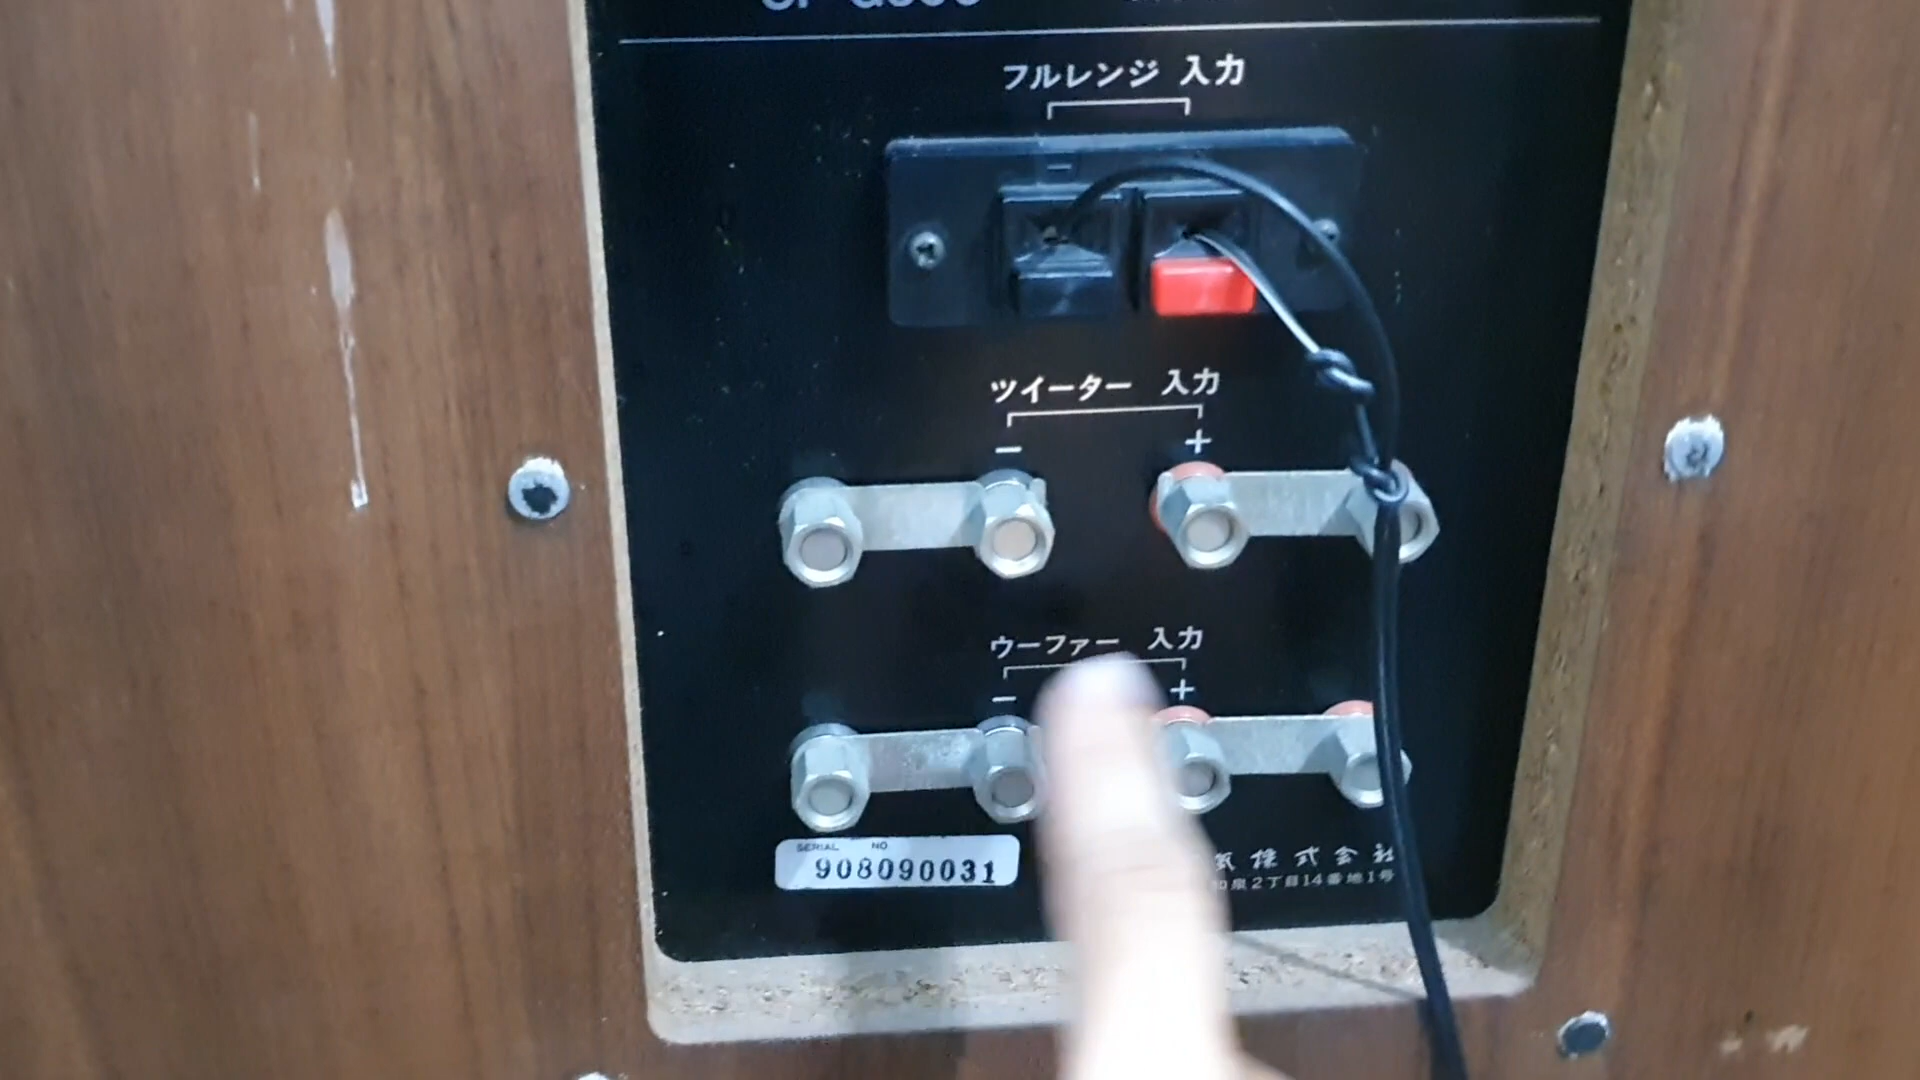 フルレンジ 入力
−
ツイーター 入力
− +
ウーファー 入力
− +
SERIAL NO
908090031
株式会社
泉2丁目14番地1号